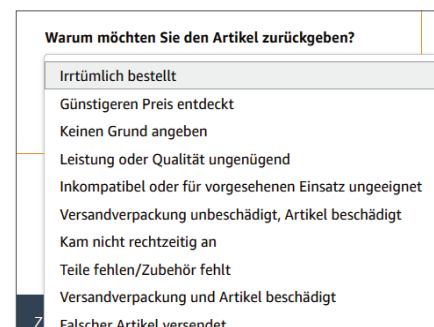 Warum möchten Sie den Artikel zurückgeben?
Irrtümlich bestellt
Günstigeren Preis entdeckt
Keinen Grund angeben
Leistung oder Qualität ungenügend
Inkompatibel oder für vorgesehenen Einsatz ungeeignet
Versandverpackung unbeschädigt, Artikel beschädigt
Kam nicht rechtzeitig an
Teile fehlen/Zubehör fehlt
Versandverpackung und Artikel beschädigt
Falscher Artikel versendet